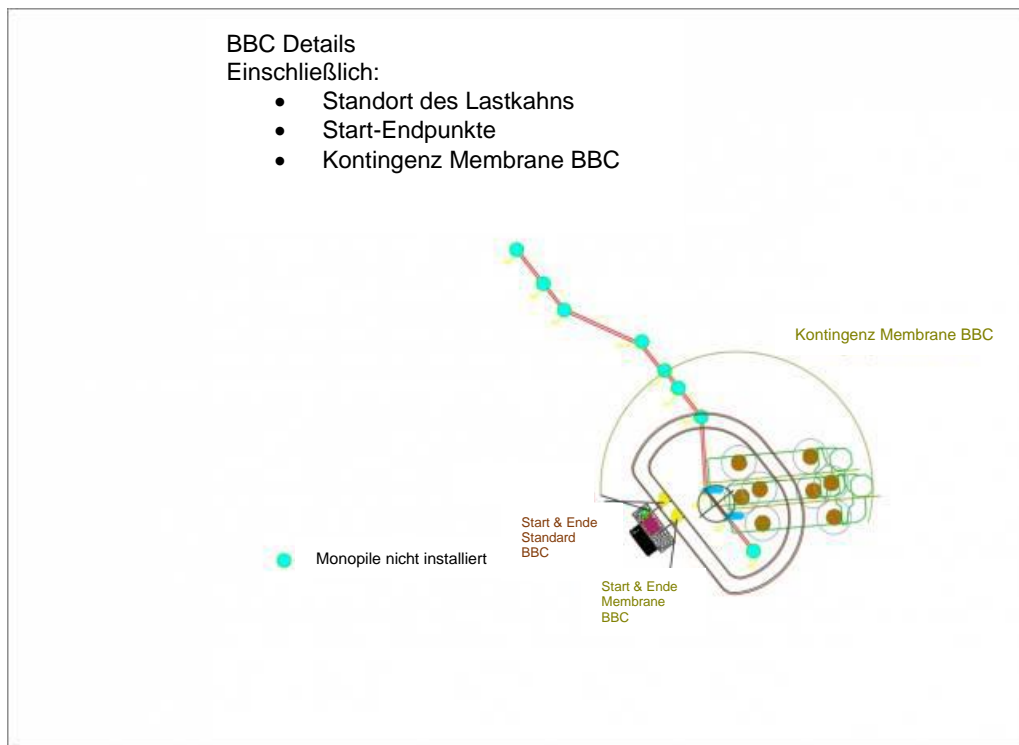 BBC Details
Einschließlich:
• Standort des Lastkahns
• Start-Endpunkte
• Kontingenz Membrane BBC
Kontingenz Membrane BBC
Start & Ende
Standard
BBC
Monopile nicht installiert
Start & Ende
Membrane
BBC